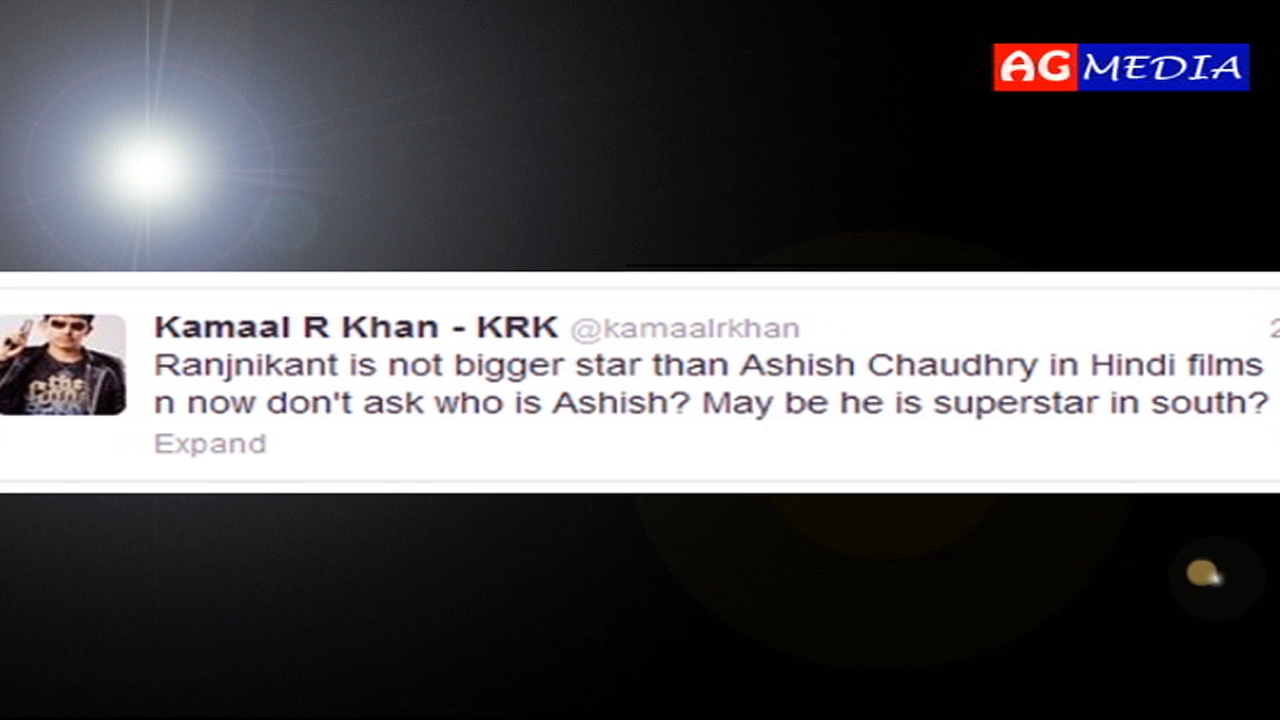 AG MEDIA
Kamaal R Khan - KRK @kamaalrkhan
Ranjnikant is not bigger star than Ashish Chaudhry in Hindi films
n now don't ask who is Ashish? May be he is superstar in south?
Expand